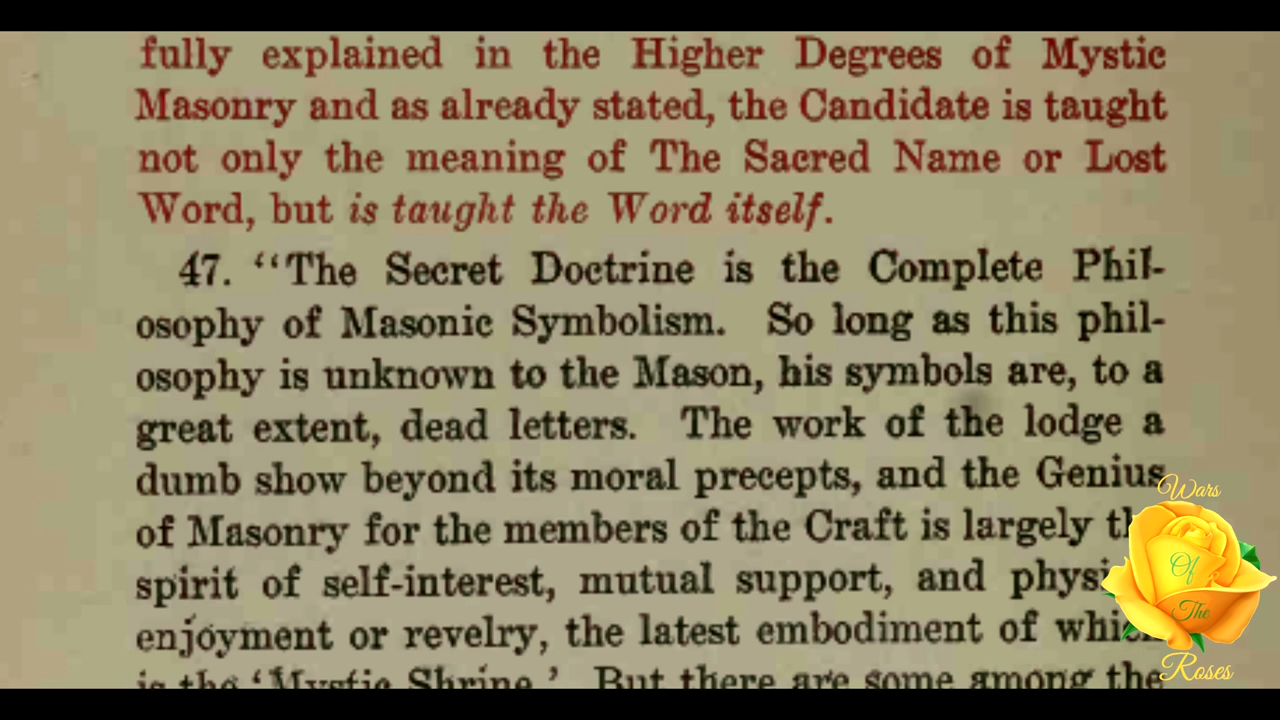 fully explained in the Higher Degrees of Mystic
Masonry and as already stated, the Candidate is taught
not only the meaning of The Sacred Name or Lost
Word, but is taught the Word itself.
47. “The Secret Doctrine is the Complete Phil-
osophy of Masonic Symbolism. So long as this phil-
osophy is unknown to the Mason, his symbols are, to a
great extent, dead letters. The work of the lodge a
dumb show beyond its moral precepts, and the Genius
of Masonry for the members of the Craft is largely
spirit of self-interest, mutual support, and
enjoyment or revelry, the latest embodiment of
is the ‘Mystic Shrine.’ But there are some among the
Wars
Of
The
Roses